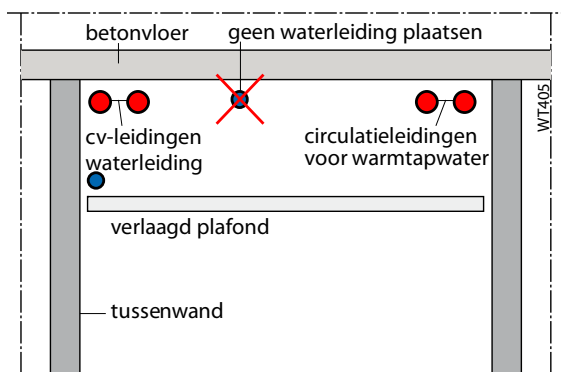 betonvloer
geen waterleiding plaatsen
cv-leidingen
waterleiding
circulatieleidingen
voor warmtapwater
WT405
verlaagd plafond
tussenwand